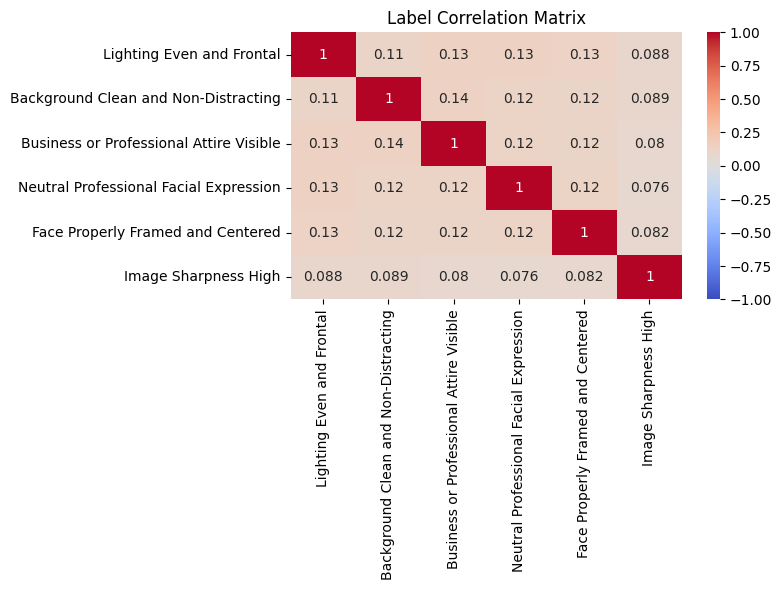 Label Correlation Matrix
Lighting Even and Frontal 1 0.11 0.13 0.13 0.13 0.088
Background Clean and Non-Distracting 0.11 1 0.14 0.12 0.12 0.089
Business or Professional Attire Visible 0.13 0.14 1 0.12 0.12 0.08
Neutral Professional Facial Expression 0.13 0.12 0.12 1 0.12 0.076
Face Properly Framed and Centered 0.13 0.12 0.12 0.12 1 0.082
Image Sharpness High 0.088 0.089 0.08 0.076 0.082 1
Lighting Even and Frontal
Background Clean and Non-Distracting
Business or Professional Attire Visible
Neutral Professional Facial Expression
Face Properly Framed and Centered
Image Sharpness High
1.00
0.75
0.50
0.25
0.00
−0.25
−0.50
−0.75
−1.00